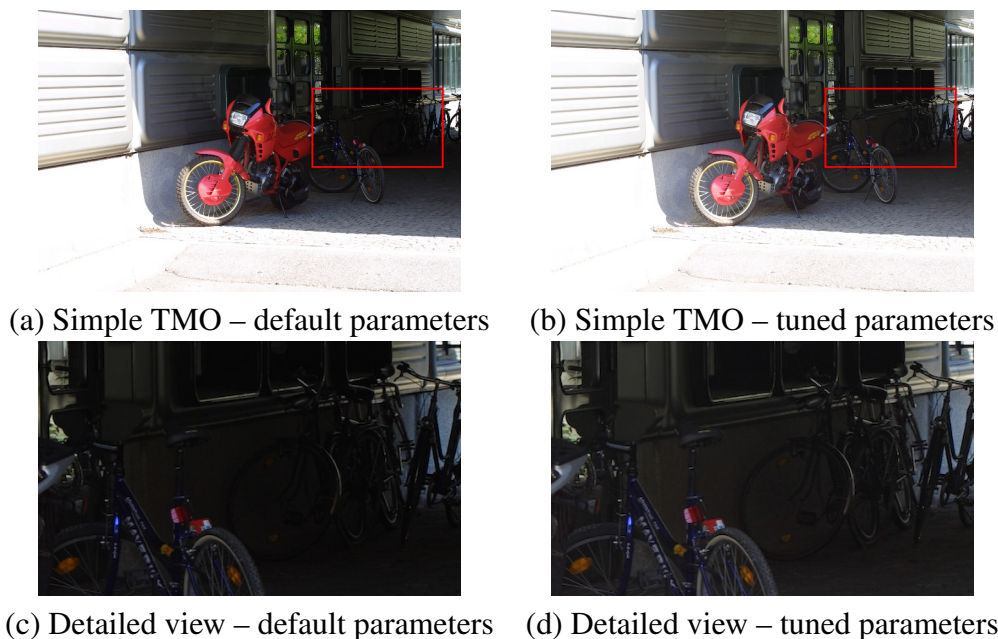 (a) Simple TMO – default parameters
(b) Simple TMO – tuned parameters
(c) Detailed view – default parameters
(d) Detailed view – tuned parameters